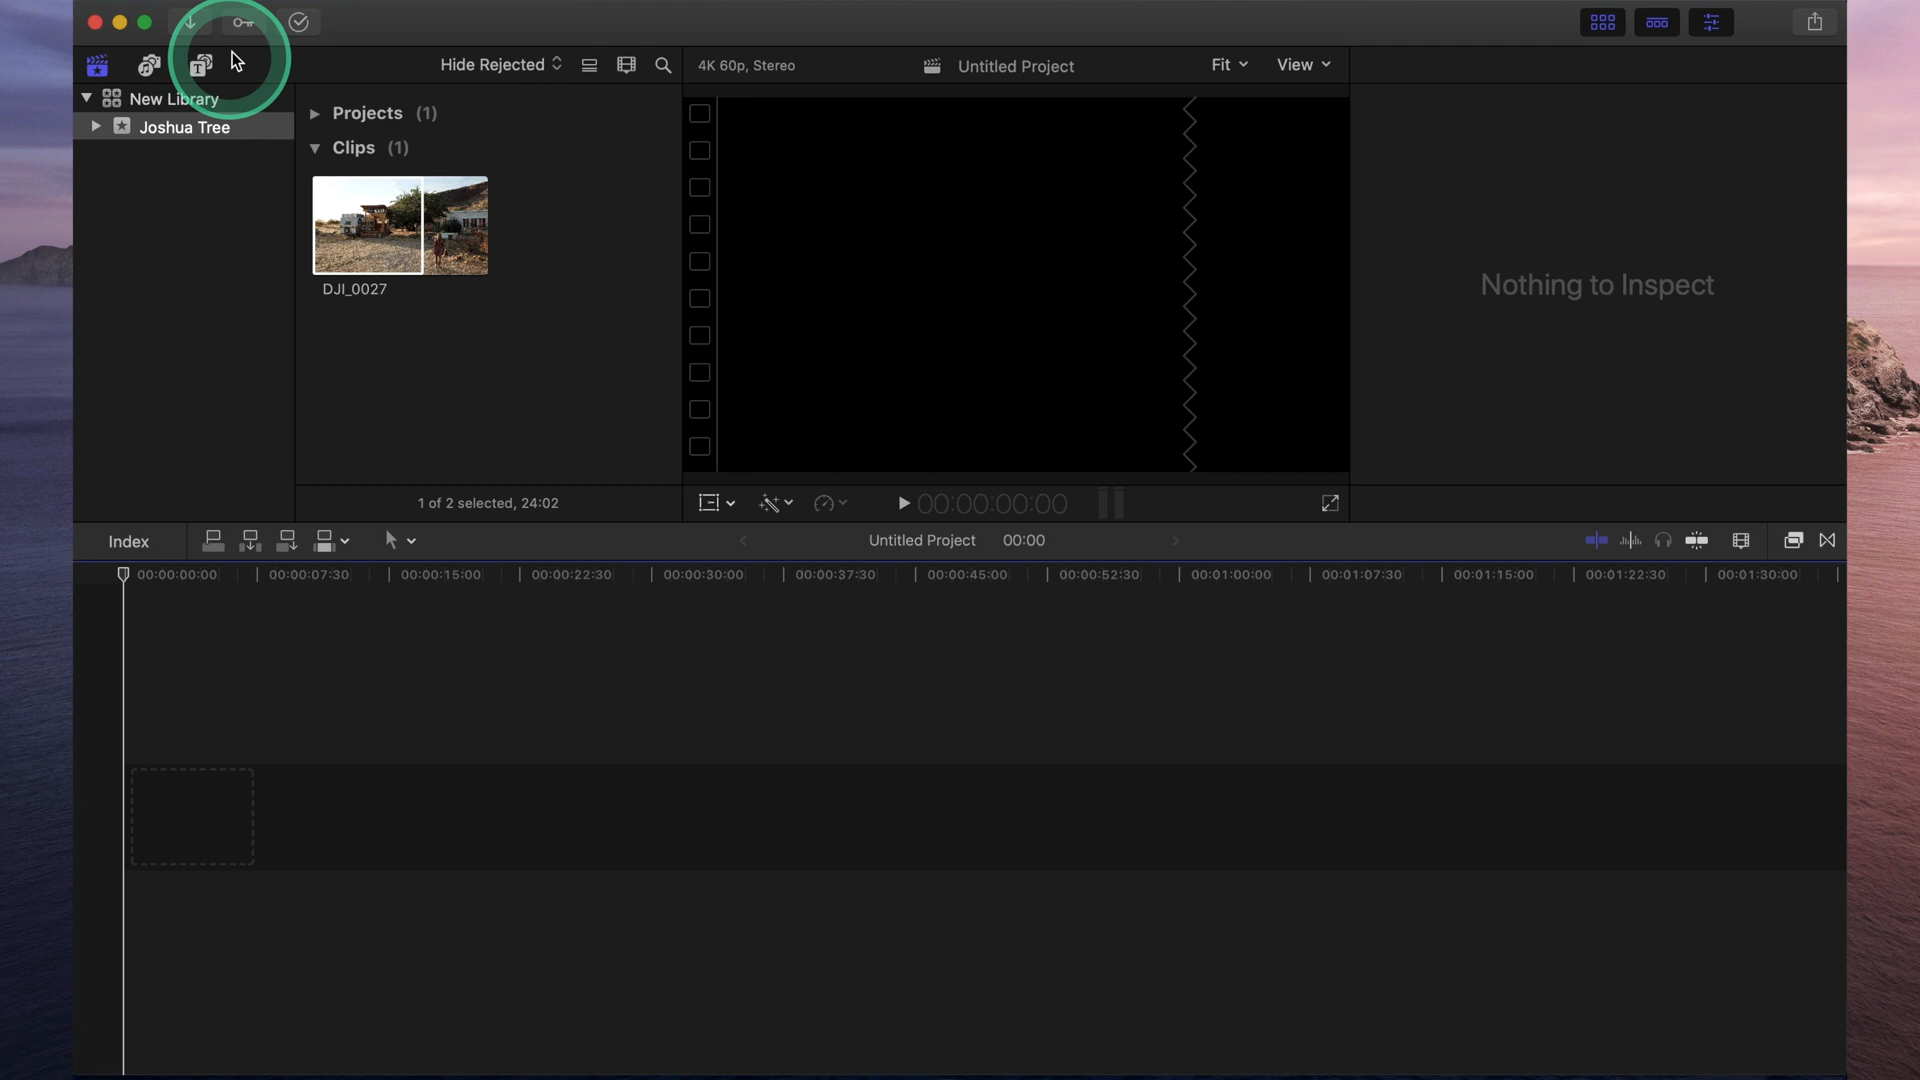 Hide Rejected
4K 60p, Stereo
Untitled Project
Fit
View
New Library
Joshua Tree
Projects (1)
Clips (1)
DJI_0027
Nothing to Inspect
1 of 2 selected, 24:02
00:00:00:00
Index
Untitled Project 00:00
00:00:00:00 00:00:07:30 00:00:15:00 00:00:22:30 00:00:30:00 00:00:37:30 00:00:45:00 00:00:52:30 00:01:00:00 00:01:07:30 00:01:15:00 00:01:22:30 00:01:30:00